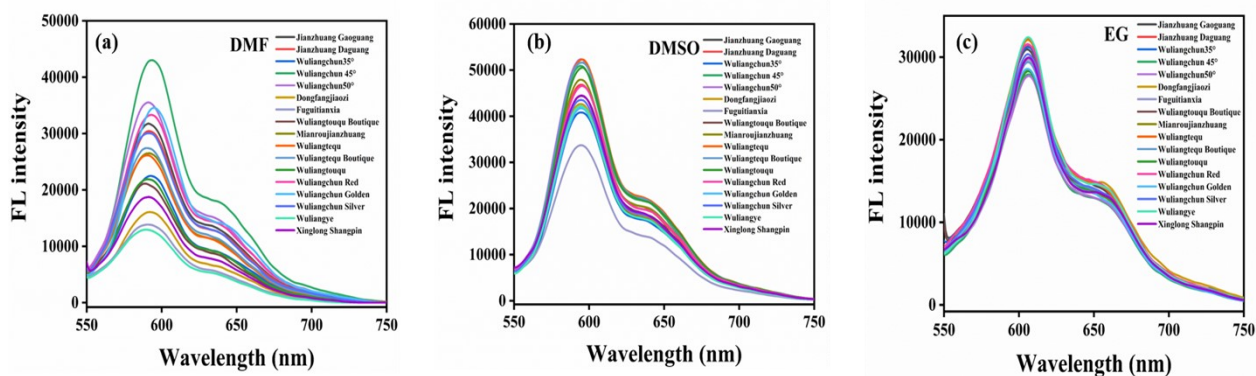 (a)
DMF
FL intensity
50000
40000
30000
20000
10000
0
550
600
650
700
750
Wavelength (nm)
Jianzhuang Gaoguang
Jianzhuang Daguang
Wuliangchun35°
Wuliangchun 45°
Wuliangchun50°
Dongfangjiaozi
Fuguitianxia
Wuliangtouqu Boutique
Mianroujianzhuang
Wuliangtequ
Wuliangtequ Boutique
Wuliangtouqu
Wuliangchun Red
Wuliangchun Golden
Wuliangchun Silver
Wuliangye
Xinglong Shangpin
(b)
DMSO
FL intensity
60000
50000
40000
30000
20000
10000
0
550
600
650
700
750
Wavelength (nm)
Jianzhuang Gaoguang
Jianzhuang Daguang
Wuliangchun35°
Wuliangchun 45°
Wuliangchun50°
Dongfangjiaozi
Fuguitianxia
Wuliangtouqu Boutique
Mianroujianzhuang
Wuliangtequ
Wuliangtequ Boutique
Wuliangtouqu
Wuliangchun Red
Wuliangchun Golden
Wuliangchun Silver
Wuliangye
Xinglong Shangpin
(c)
EG
FL intensity
30000
20000
10000
0
550
600
650
700
750
Wavelength (nm)
Jianzhuang Gaoguang
Jianzhuang Daguang
Wuliangchun35°
Wuliangchun 45°
Wuliangchun50°
Dongfangjiaozi
Fuguitianxia
Wuliangtouqu Boutique
Mianroujianzhuang
Wuliangtequ
Wuliangtequ Boutique
Wuliangtouqu
Wuliangchun Red
Wuliangchun Golden
Wuliangchun Silver
Wuliangye
Xinglong Shangpin